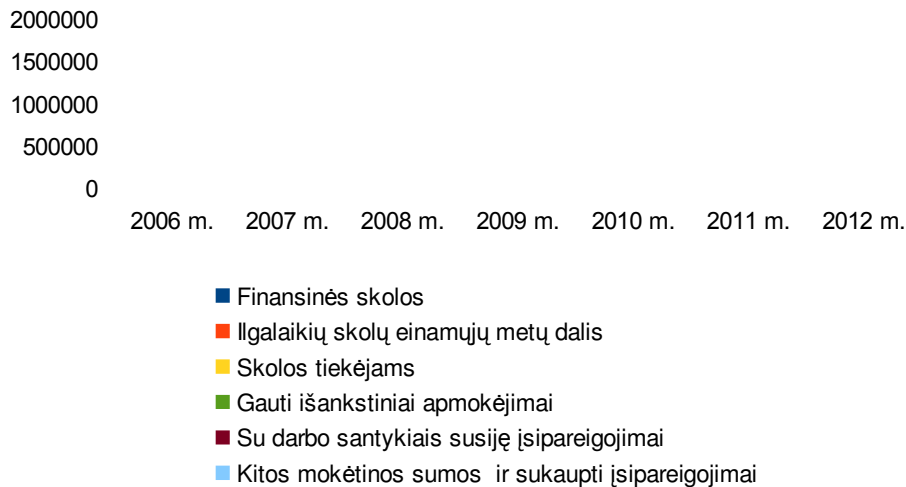 2000000
1500000
1000000
500000
0
2006 m. 2007 m. 2008 m. 2009 m. 2010 m. 2011 m. 2012 m.
Finansinės skolos
Ilgalaikių skolų einamųjų metų dalis
Skolos tiekėjams
Gauti išankstiniai apmokėjimai
Su darbo santykiais susiję įsipareigojimai
Kitos mokėtinos sumos ir sukaupti įsipareigojimai